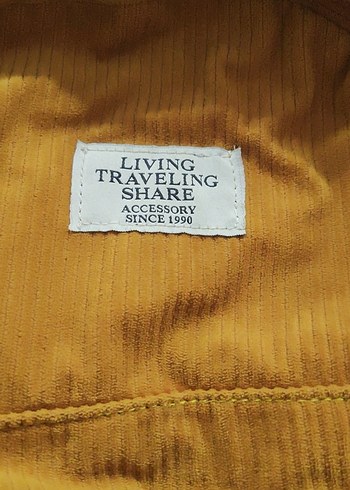 LIVING
TRAVELING
SHARE
ACCESSORY
SINCE 1990